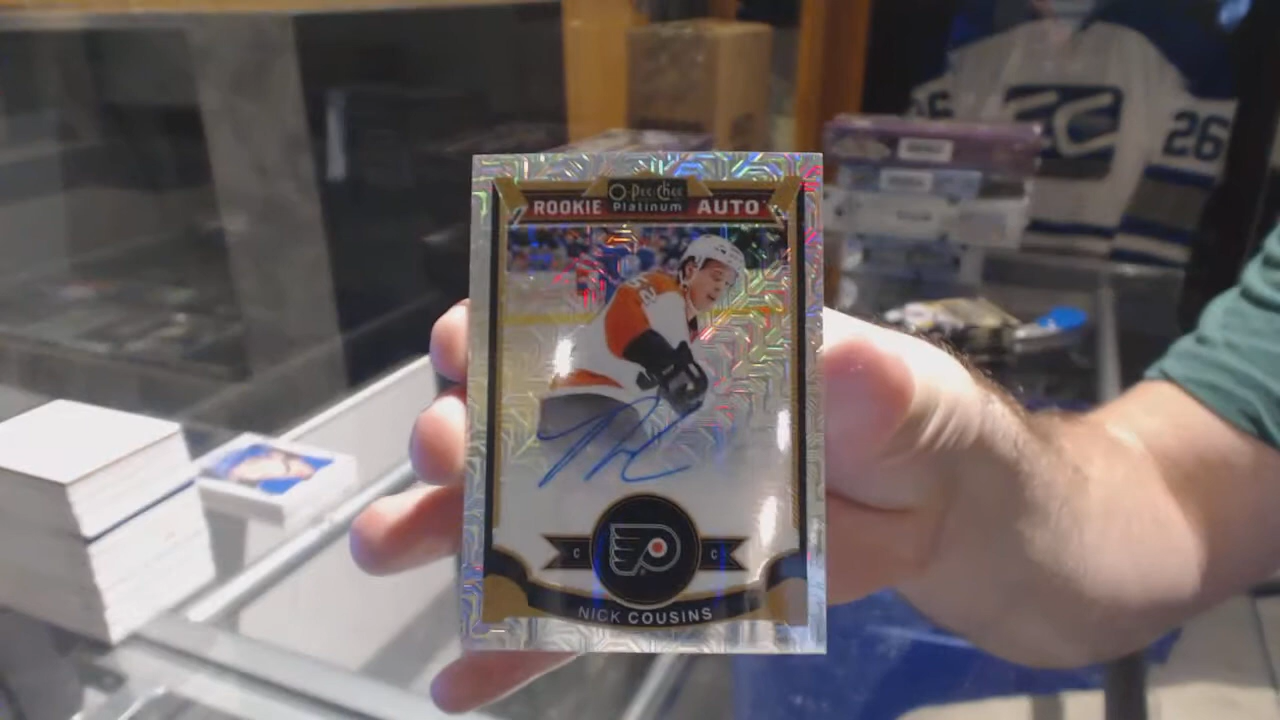 O-Pee-Chee
Platinum
ROOKIE AUTO
C C
NICK COUSINS
26